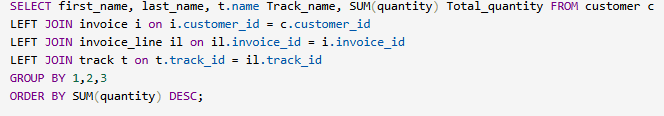 SELECT first_name, last_name, t.name Track_name, SUM(quantity) Total_quantity FROM customer c
LEFT JOIN invoice i on i.customer_id = c.customer_id
LEFT JOIN invoice_line il on il.invoice_id = i.invoice_id
LEFT JOIN track t on t.track_id = il.track_id
GROUP BY 1,2,3
ORDER BY SUM(quantity) DESC;